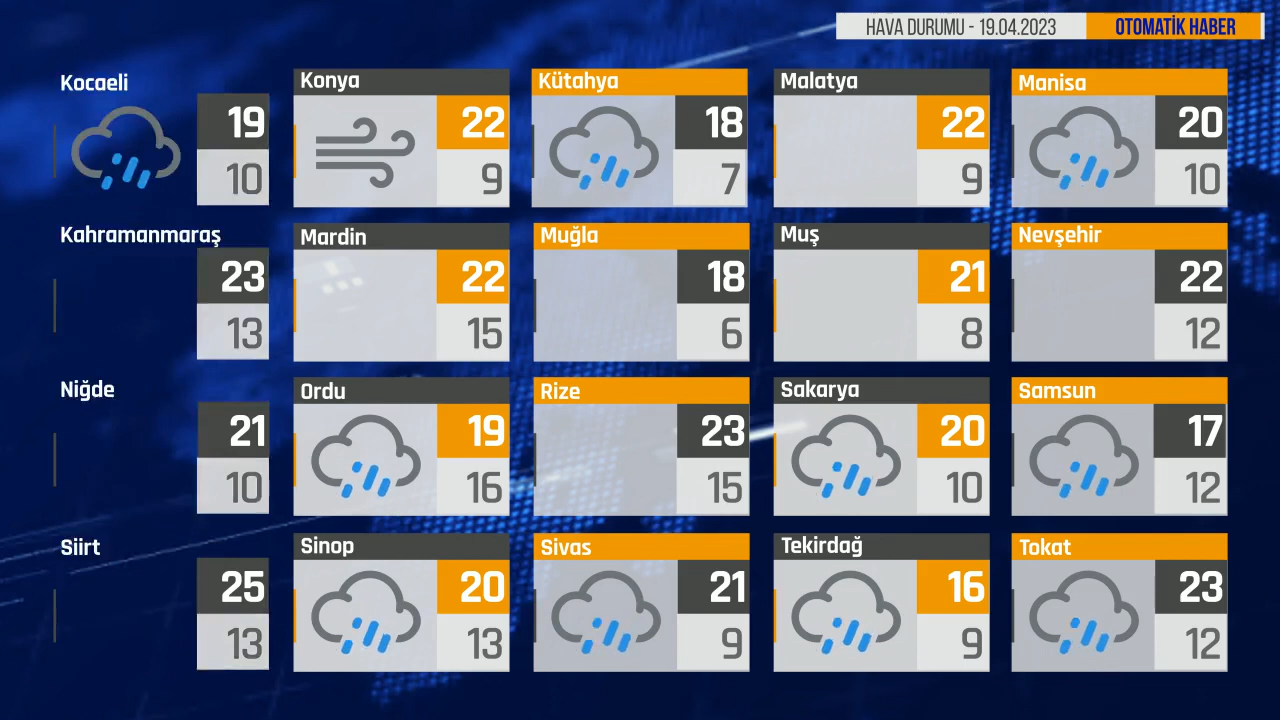 HAVA DURUMU - 19.04.2023
OTOMATİK HABER
Kocaeli
19
10
Konya
22
9
Kütahya
18
7
Malatya
22
9
Manisa
20
10
Kahramanmaraş
23
13
Mardin
22
15
Muğla
18
6
Muş
21
8
Nevşehir
22
12
Niğde
21
10
Ordu
19
16
Rize
23
15
Sakarya
20
10
Samsun
17
12
Siirt
25
13
Sinop
20
13
Sivas
21
9
Tekirdağ
16
9
Tokat
23
12